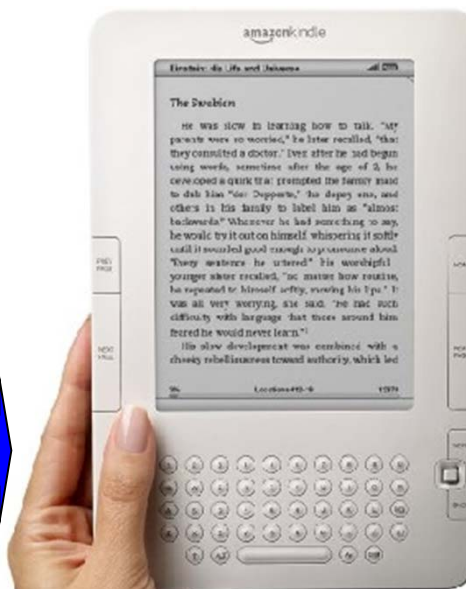 amazonkindle
Einstein: His Life and Universe
The Swabian
He was slow in learning how to talk. "My
parents were so worried," he later recalled, "that
they consulted a doctor." Even after he had begun
using words, sometime after the age of 2, he
developed a quirk that prompted the family maid
to dub him "der Depperte," the dopey one, and
others in his family to label him as "almost
backwards." Whenever he had something to say,
he would try it out on himself, whispering it softly
until it sounded good enough to pronounce aloud.
"Every sentence he uttered" his worshipful
younger sister recalled, "no matter how routine,
he repeated to himself softly, moving his lips." It
was all very worrying, she said. "He had such
difficulty with language that those around him
feared he would never learn."
His slow development was combined with a
cheeky rebelliousness toward authority, which led
PREV
PAGE
NEXT
PAGE
Locations